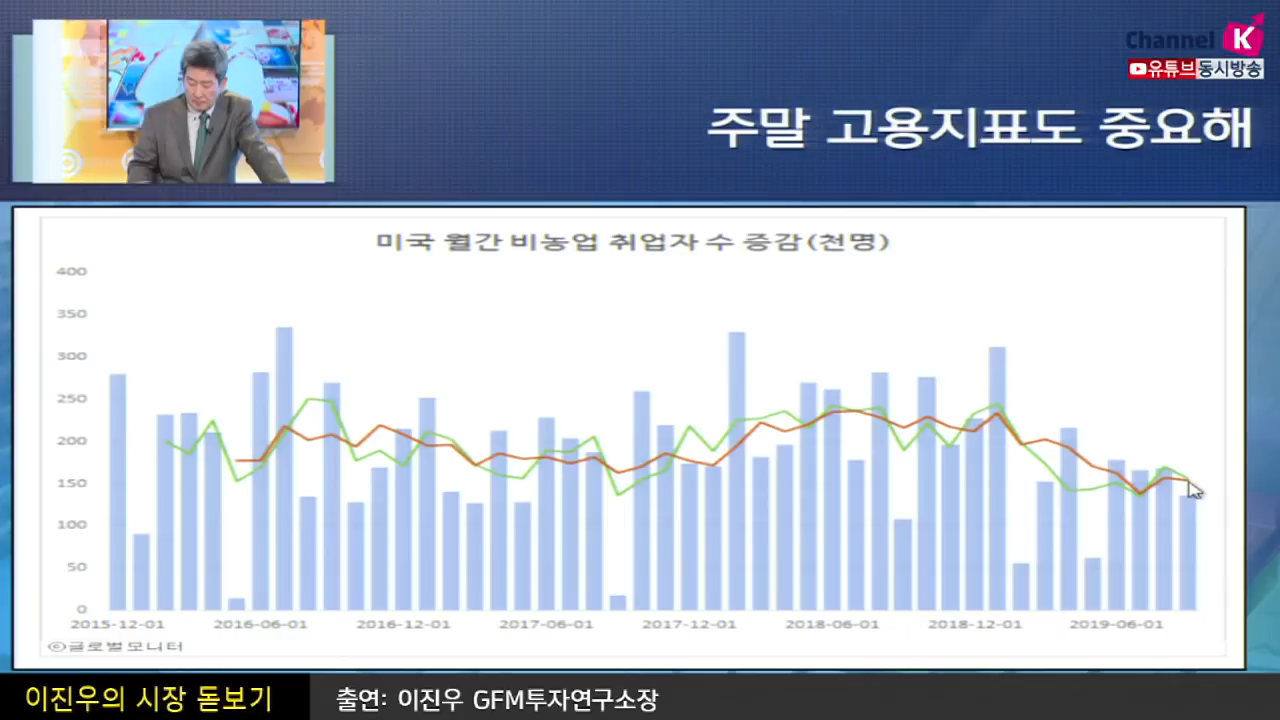 Channel K
유튜브동시방송
주말 고용지표도 중요해
미국 월간 비농업 취업자 수 증감(천명)
400
350
300
250
200
150
100
50
0
2015-12-01 2016-06-01 2016-12-01 2017-06-01 2017-12-01 2018-06-01 2018-12-01 2019-06-01
ⓒ글로벌모니터
이진우의 시장 돋보기 출연: 이진우 GFM투자연구소장